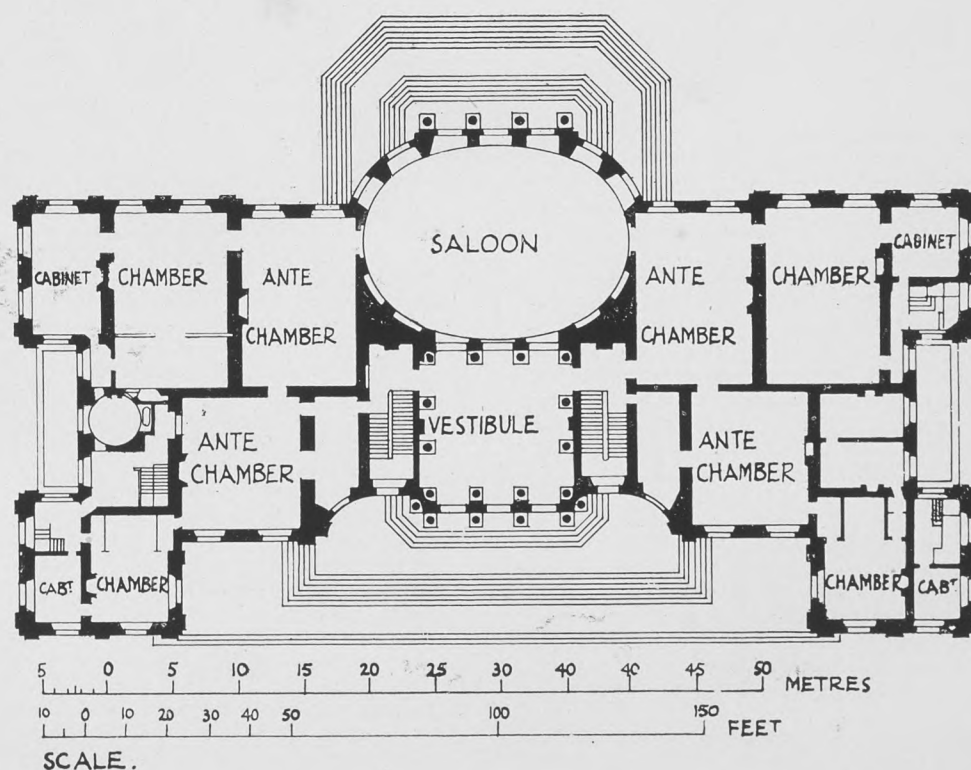 SALOON
CABINET CHAMBER ANTE CHAMBER
ANTE CHAMBER CHAMBER CABINET
ANTE CHAMBER
VESTIBULE
ANTE CHAMBER
CABT. CHAMBER
CHAMBER CABT.
5 0 5 10 15 20 25 30 40 40 45 50 METRES
10 0 10 20 30 40 50 100 150 FEET
SCALE.